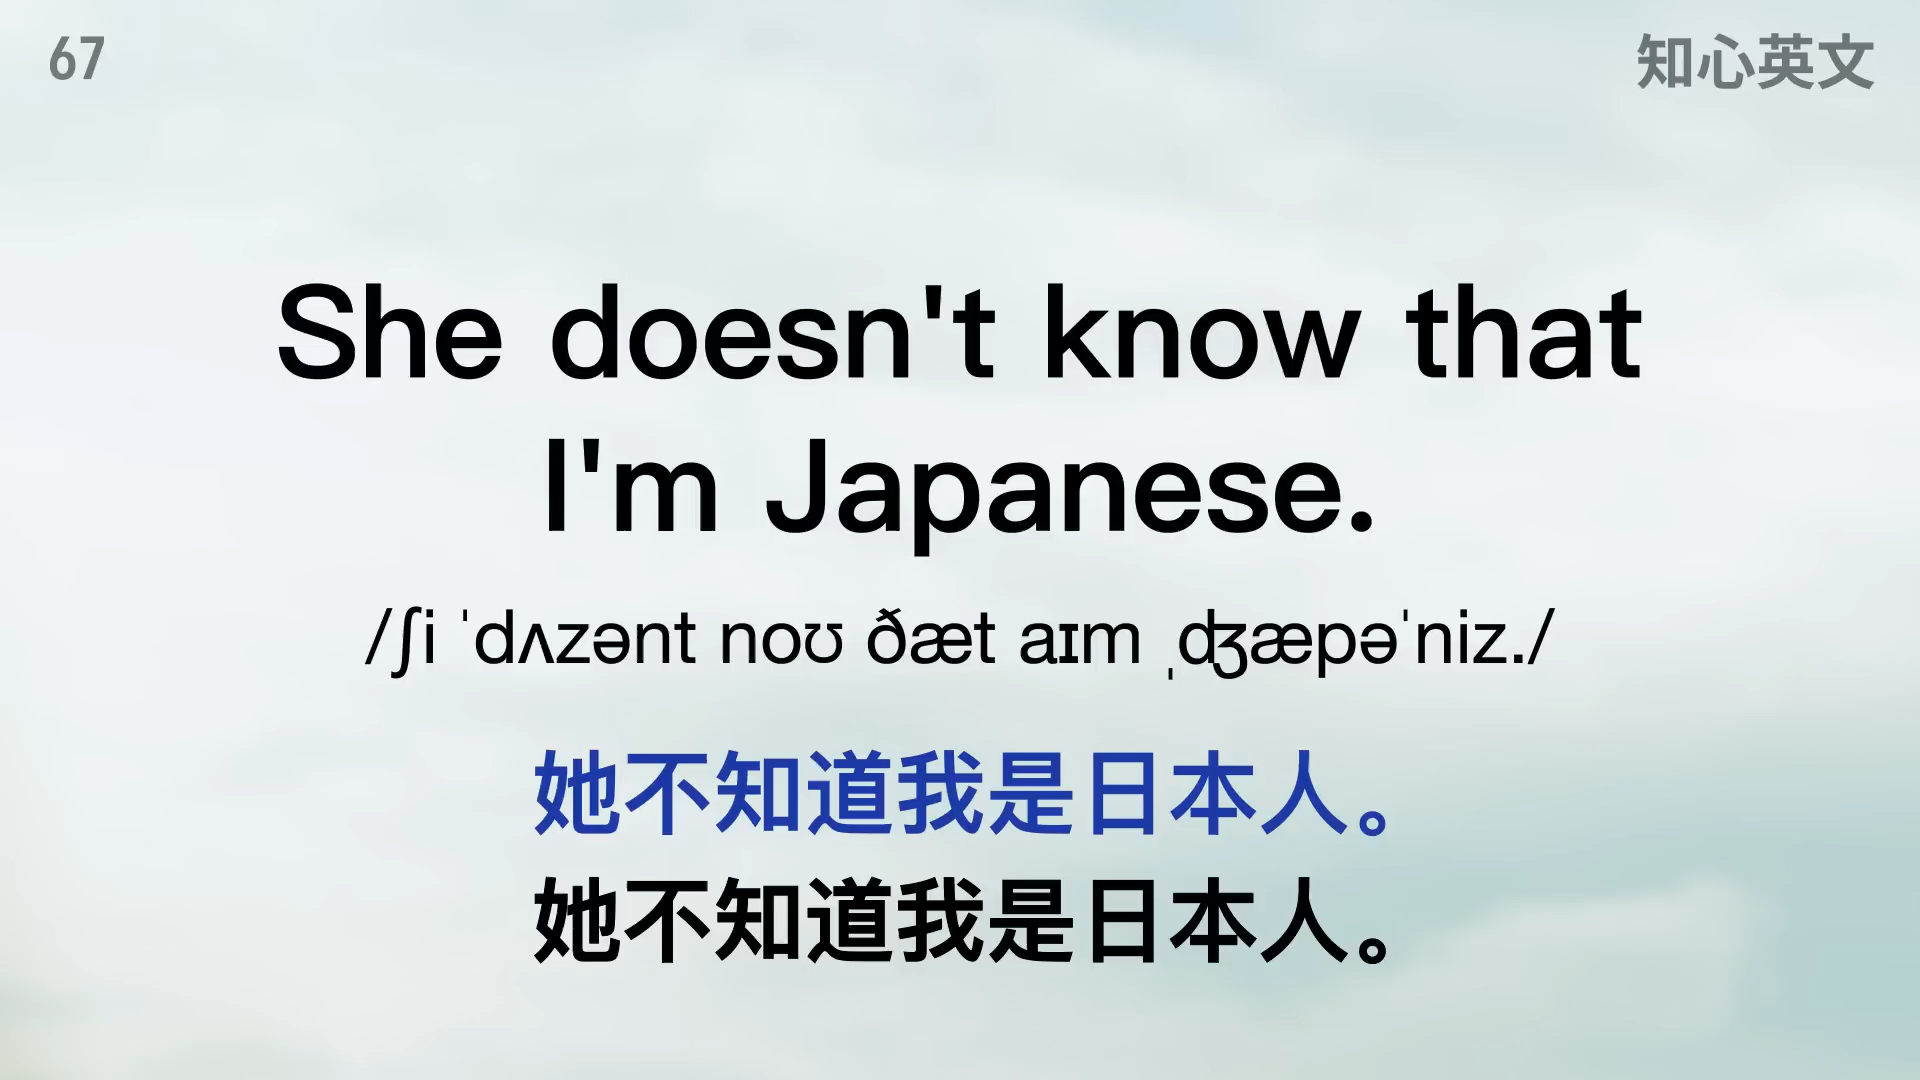 67
知心英文
She doesn't know that
I'm Japanese.
/ʃi ˈdʌzənt noʊ ðæt aɪm ˌʤæpəˈniz./
她不知道我是日本人。
她不知道我是日本人。